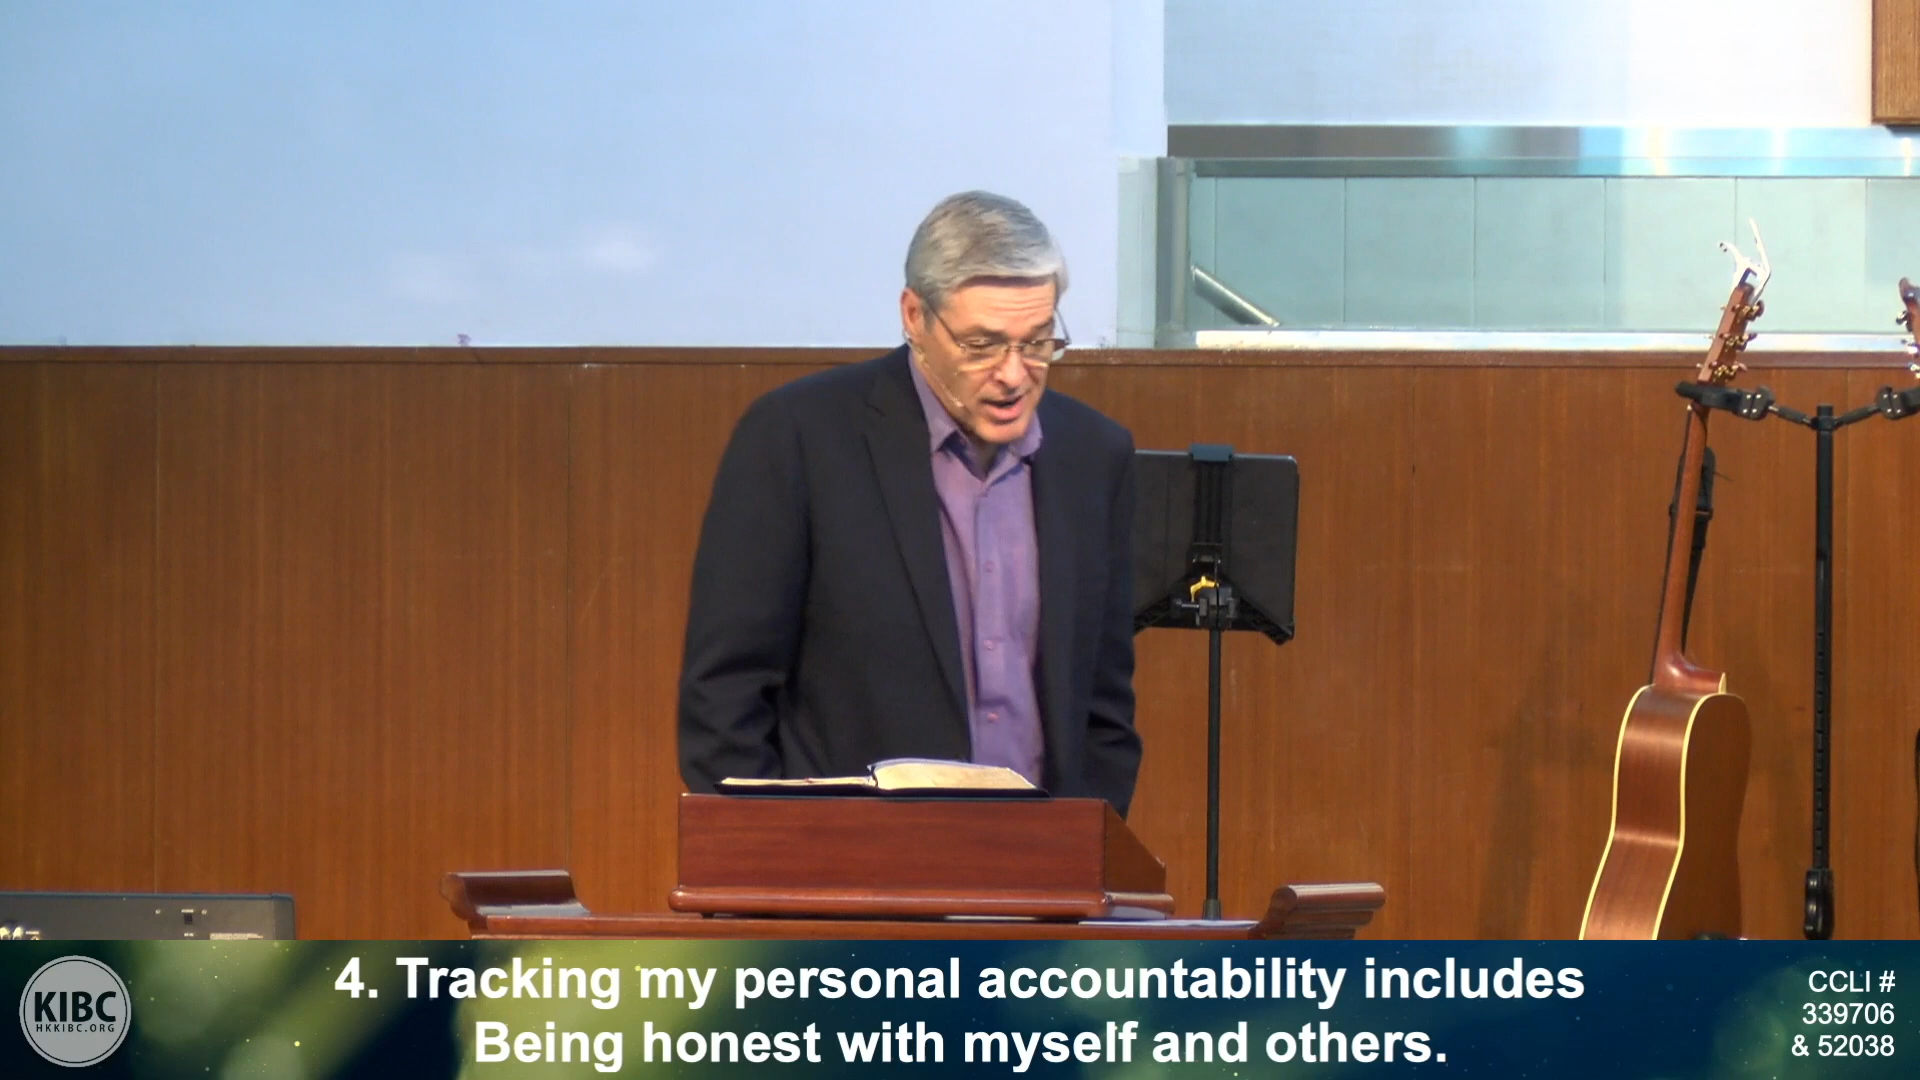 4. Tracking my personal accountability includes
Being honest with myself and others.
KIBC
HKKIBC.ORG
CCLI #
339706
& 52038